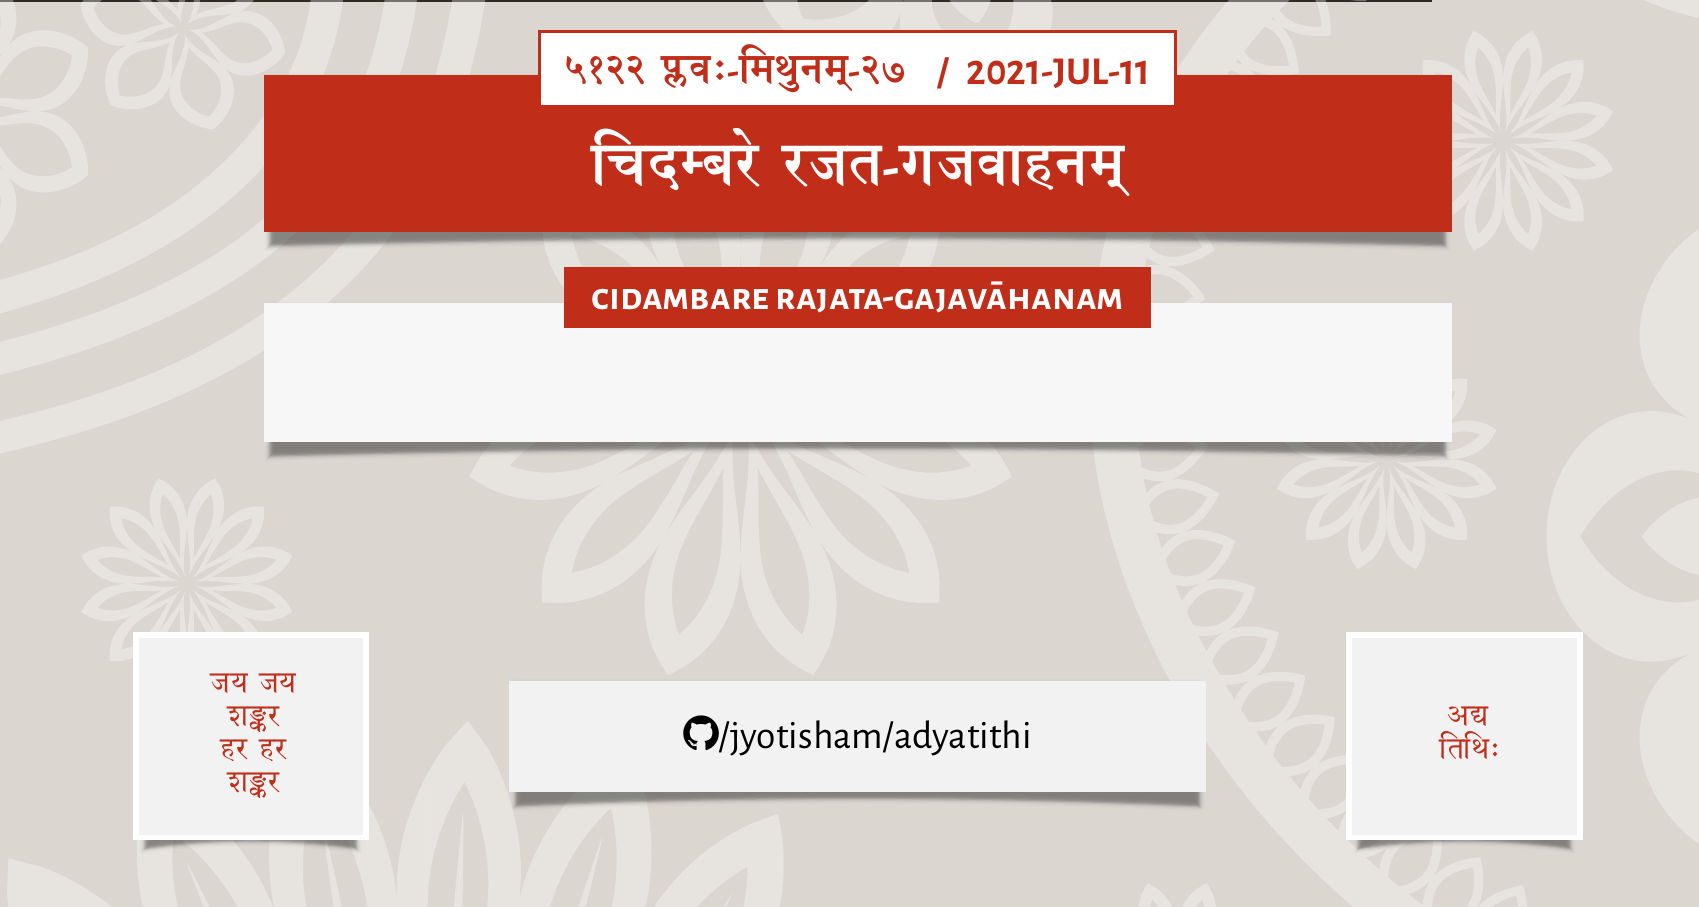 ५१२२ प्लवः-मिथुनम्-२७ / 2021-JUL-11
चिदम्बरे रजत-गजवाहनम्
CIDAMBARE RAJATA-GAJAVĀHANAM
जय जय
शङ्कर
हर हर
शङ्कर
/jyotisham/adyatithi
अद्य
तिथिः